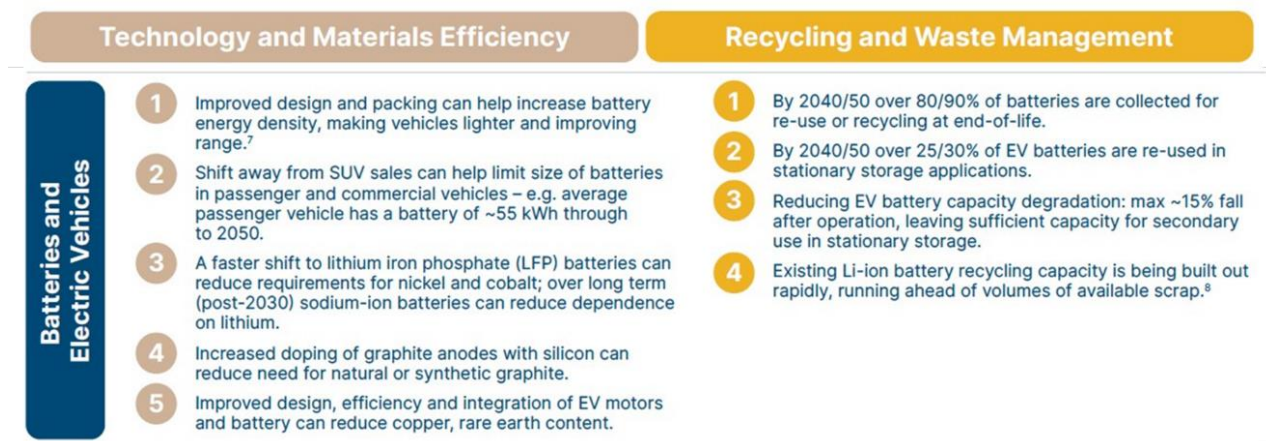 Technology and Materials Efficiency
Recycling and Waste Management
Batteries and
Electric Vehicles
1
Improved design and packing can help increase battery
energy density, making vehicles lighter and improving
range.⁷
2
Shift away from SUV sales can help limit size of batteries
in passenger and commercial vehicles – e.g. average
passenger vehicle has a battery of ~55 kWh through
to 2050.
3
A faster shift to lithium iron phosphate (LFP) batteries can
reduce requirements for nickel and cobalt; over long term
(post-2030) sodium-ion batteries can reduce dependence
on lithium.
4
Increased doping of graphite anodes with silicon can
reduce need for natural or synthetic graphite.
5
Improved design, efficiency and integration of EV motors
and battery can reduce copper, rare earth content.
1
By 2040/50 over 80/90% of batteries are collected for
re-use or recycling at end-of-life.
2
By 2040/50 over 25/30% of EV batteries are re-used in
stationary storage applications.
3
Reducing EV battery capacity degradation: max ~15% fall
after operation, leaving sufficient capacity for secondary
use in stationary storage.
4
Existing Li-ion battery recycling capacity is being built out
rapidly, running ahead of volumes of available scrap.⁸